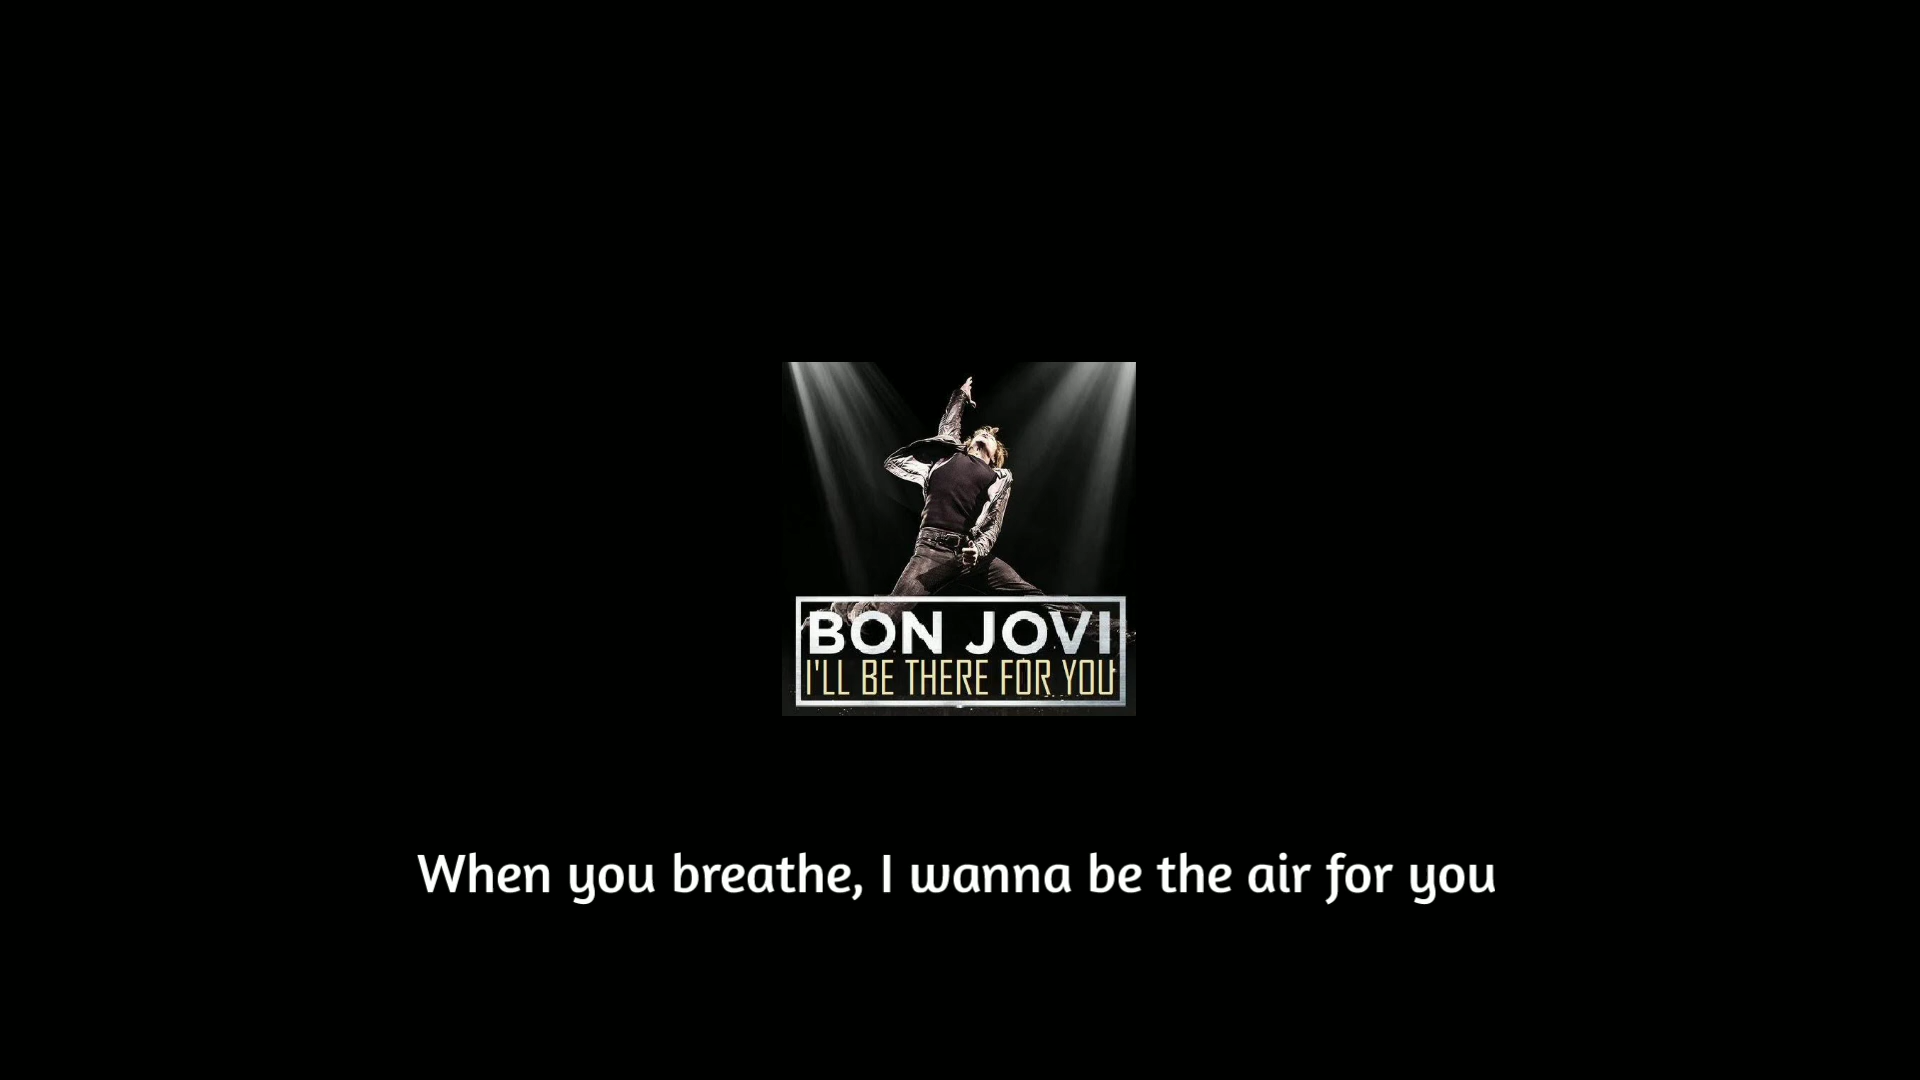 BON JOVI
I'LL BE THERE FOR YOU
When you breathe, I wanna be the air for you